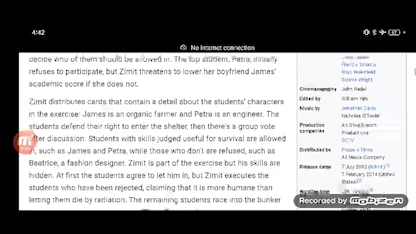 4:42
No internet connection
decide who of them should be allowed in. The top student, Petra, initially
refuses to participate, but Zimit threatens to lower her boyfriend James'
academic score if she does not.
Zimit distributes cards that contain a detail about the students' characters
in the exercise: James is an organic farmer and Petra is an engineer. The
students defend their right to enter the shelter, then there's a group vote
after discussion. Students with skills judged useful for survival are allowed
in, such as James and Petra, while those who don't are refused, such as
Beatrice, a fashion designer. Zimit is part of the exercise but his skills are
hidden. At first the students agree to let him in, but Zimit executes the
students who have been rejected, claiming that it is more humane than
letting them die by radiation. The remaining students race into the bunker
Bonnie Wright
Cinematography John Radel
Edited by William Yeh
Music by Jonathan Davis
Nicholas O'Toole
Production
companies
Productions
Distributed by Phase 4 Films
Release dates
7 February 2014 (United
States)
Running time
Recorded by mobizen